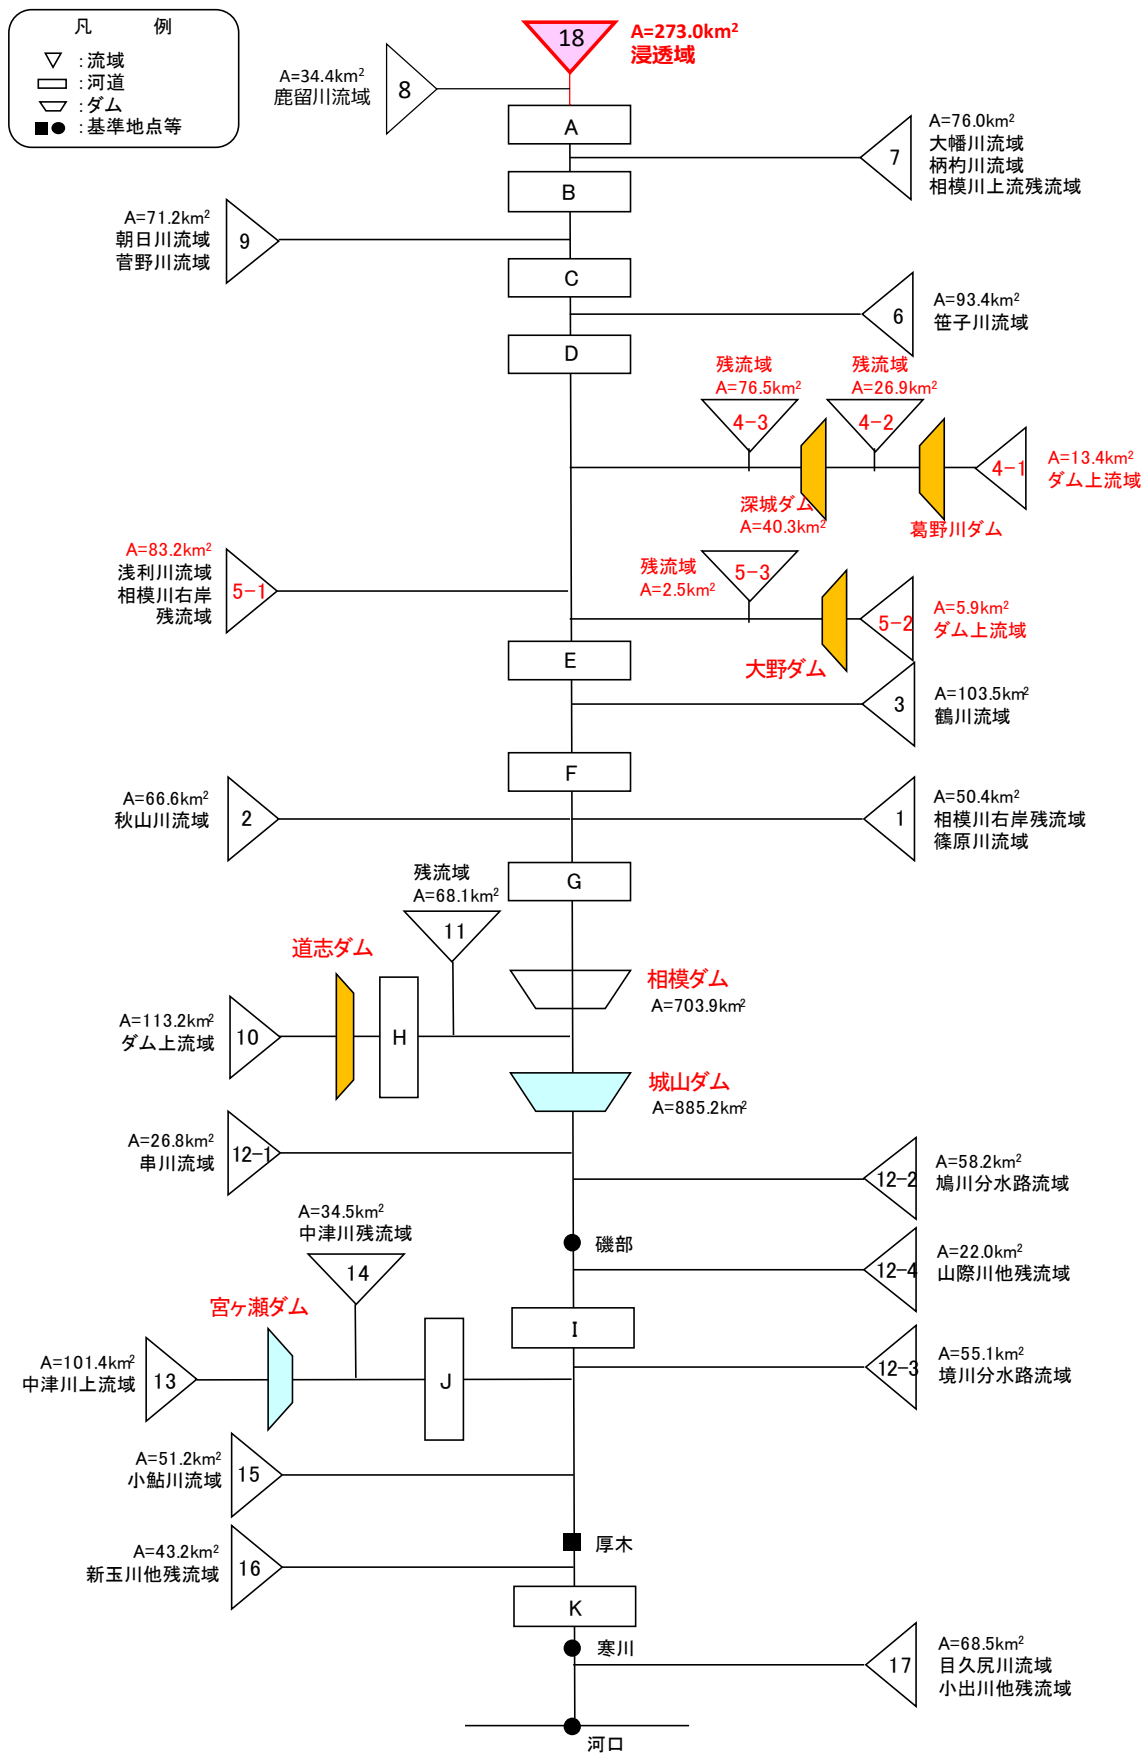 凡　例
：流域
：河道
：ダム
：基準地点等
18
A=273.0km²
浸透域
A=34.4km²
鹿留川流域
8
A
7
A=76.0km²
大幡川流域
柄杓川流域
相模川上流残流域
B
A=71.2km²
朝日川流域
菅野川流域
9
C
6
A=93.4km²
笹子川流域
D
残流域
A=76.5km²
4-3
残流域
A=26.9km²
4-2
4-1
A=13.4km²
ダム上流域
深城ダム
A=40.3km²
葛野川ダム
A=83.2km²
浅利川流域
相模川右岸
残流域
5-1
残流域
A=2.5km²
5-3
5-2
A=5.9km²
ダム上流域
大野ダム
E
3
A=103.5km²
鶴川流域
F
A=66.6km²
秋山川流域
2
1
A=50.4km²
相模川右岸残流域
篠原川流域
G
残流域
A=68.1km²
11
道志ダム
相模ダム
A=703.9km²
A=113.2km²
ダム上流域
10
H
城山ダム
A=885.2km²
A=26.8km²
串川流域
12-1
12-2
A=58.2km²
鳩川分水路流域
A=34.5km²
中津川残流域
14
磯部
12-4
A=22.0km²
山際川他残流域
宮ヶ瀬ダム
I
A=101.4km²
中津川上流域
13
J
12-3
A=55.1km²
境川分水路流域
A=51.2km²
小鮎川流域
15
厚木
A=43.2km²
新玉川他残流域
16
K
寒川
17
A=68.5km²
目久尻川流域
小出川他残流域
河口